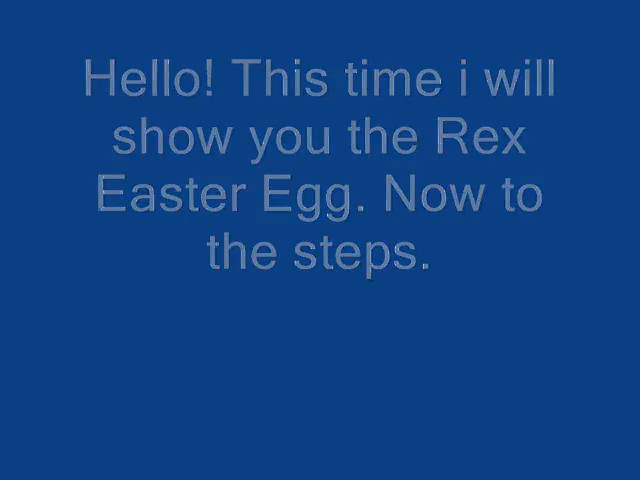 Hello! This time i will
show you the Rex
Easter Egg. Now to
the steps.